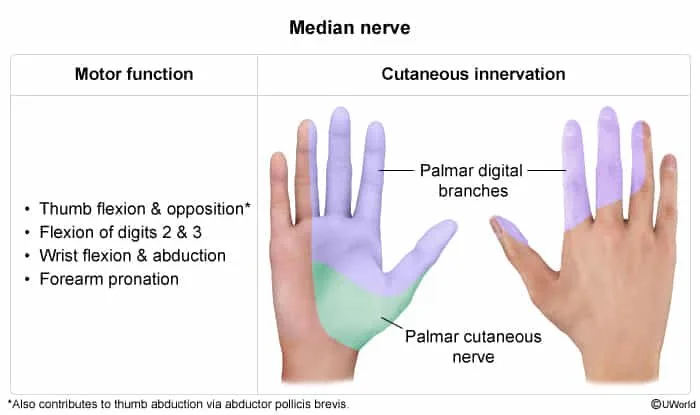 Median nerve
Motor function
Cutaneous innervation
• Thumb flexion & opposition*
• Flexion of digits 2 & 3
• Wrist flexion & abduction
• Forearm pronation
Palmar digital
branches
Palmar cutaneous
nerve
*Also contributes to thumb abduction via abductor pollicis brevis.
©UWorld